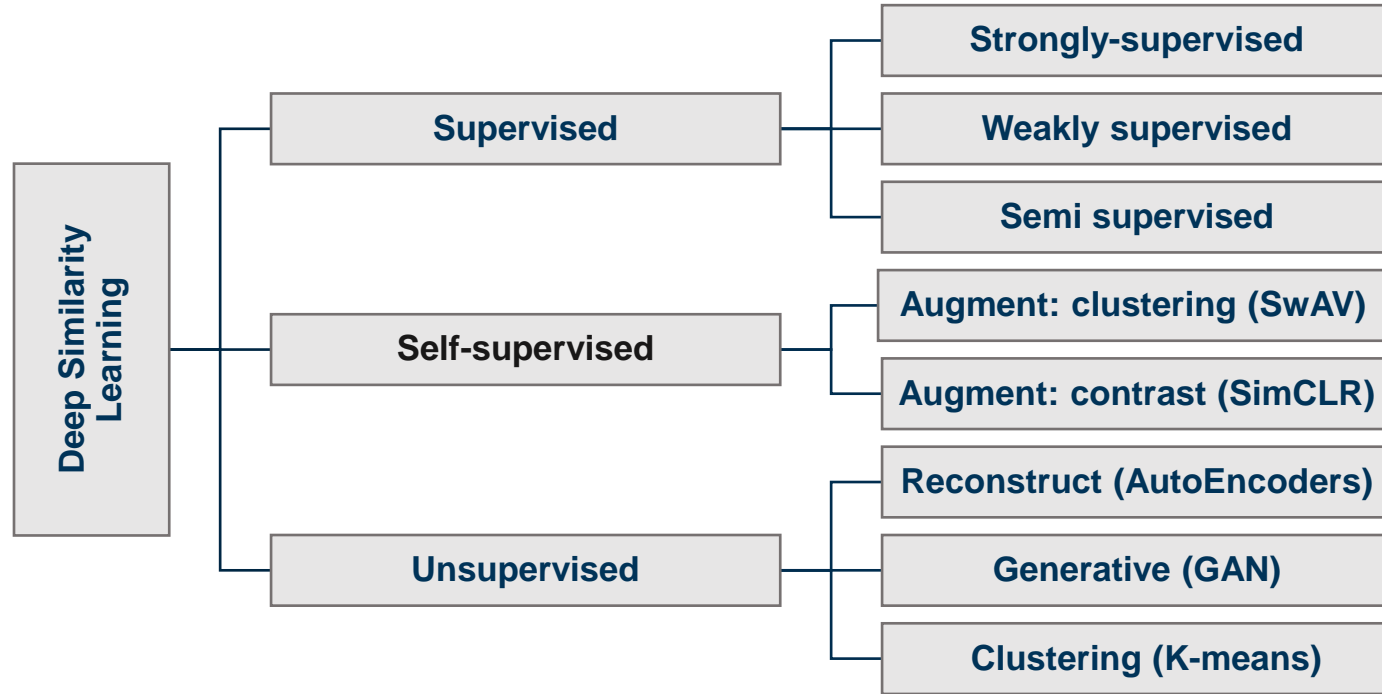 Deep Similarity
Learning
Supervised
Strongly-supervised
Weakly supervised
Semi supervised
Self-supervised
Augment: clustering (SwAV)
Augment: contrast (SimCLR)
Unsupervised
Reconstruct (AutoEncoders)
Generative (GAN)
Clustering (K-means)